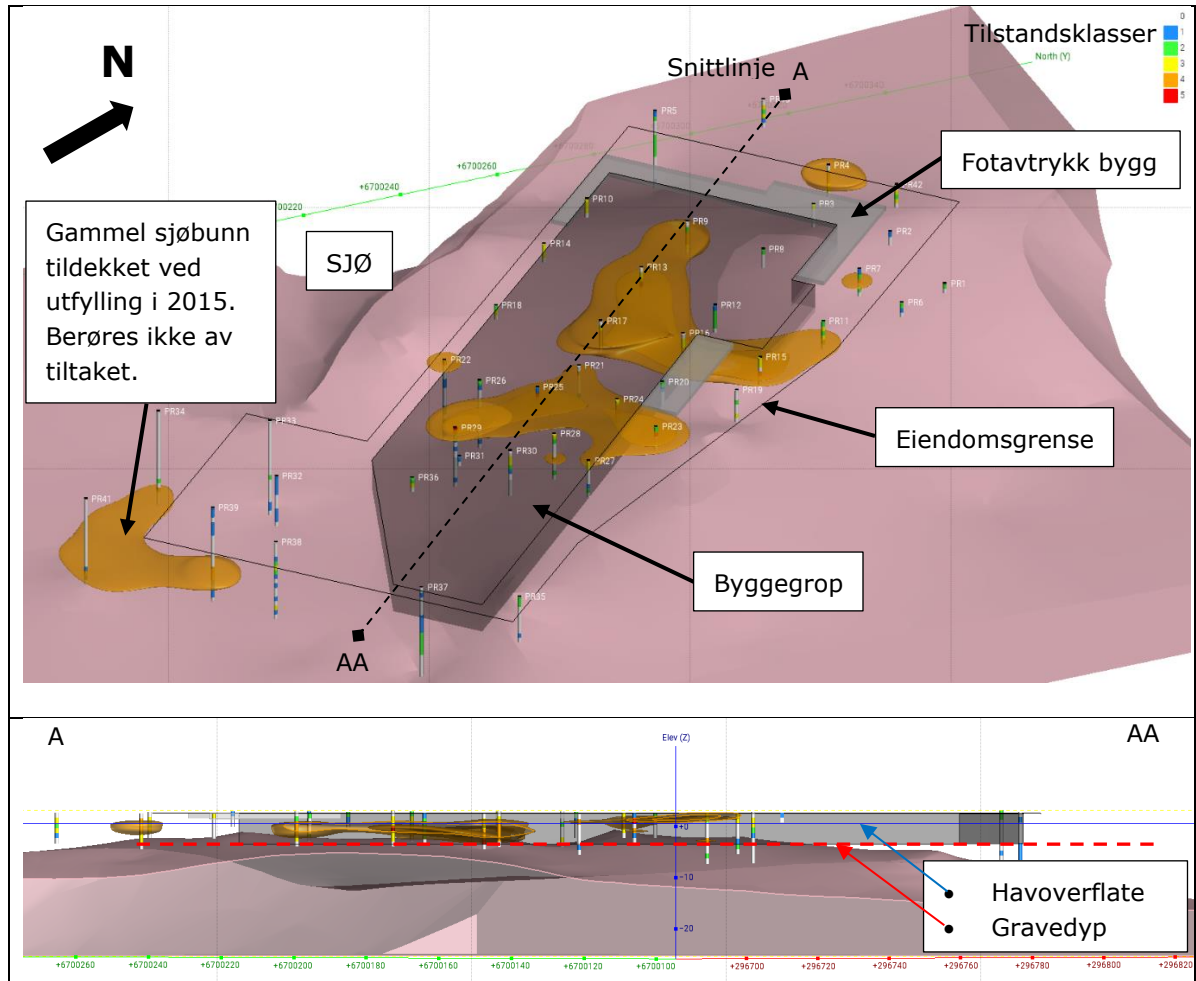 N
Tilstandsklasser
0
1
2
3
4
5
Snittlinje
A
North (Y)
+6700340
PR5
+6700260
+6700260
+6700240
PR4
Fotavtrykk bygg
PR10
PR3
PR42
Gammel sjøbunn
tildekket ved
utfylling i 2015.
Berøres ikke av
tiltaket.
SJØ
PR9
PR2
PR14
PR8
PR13
PR7
PR1
PR18
PR12
PR6
PR17
PR11
PR16
PR22
PR15
PR21
PR26
PR25
PR20
PR19
PR24
PR34
PR33
PR29
PR28
PR23
Eiendomsgrense
PR31
PR30
PR27
PR32
PR36
PR41
PR39
PR38
Byggegrop
PR37
PR35
AA
A
AA
Elev (Z)
+0
-10
-20
Havoverflate
Gravedyp
+6700260
+6700240
+6700220
+6700200
+6700180
+6700160
+6700140
+6700120
+6700100
+296700
+296720
+296740
+296760
+296780
+296800
+296820